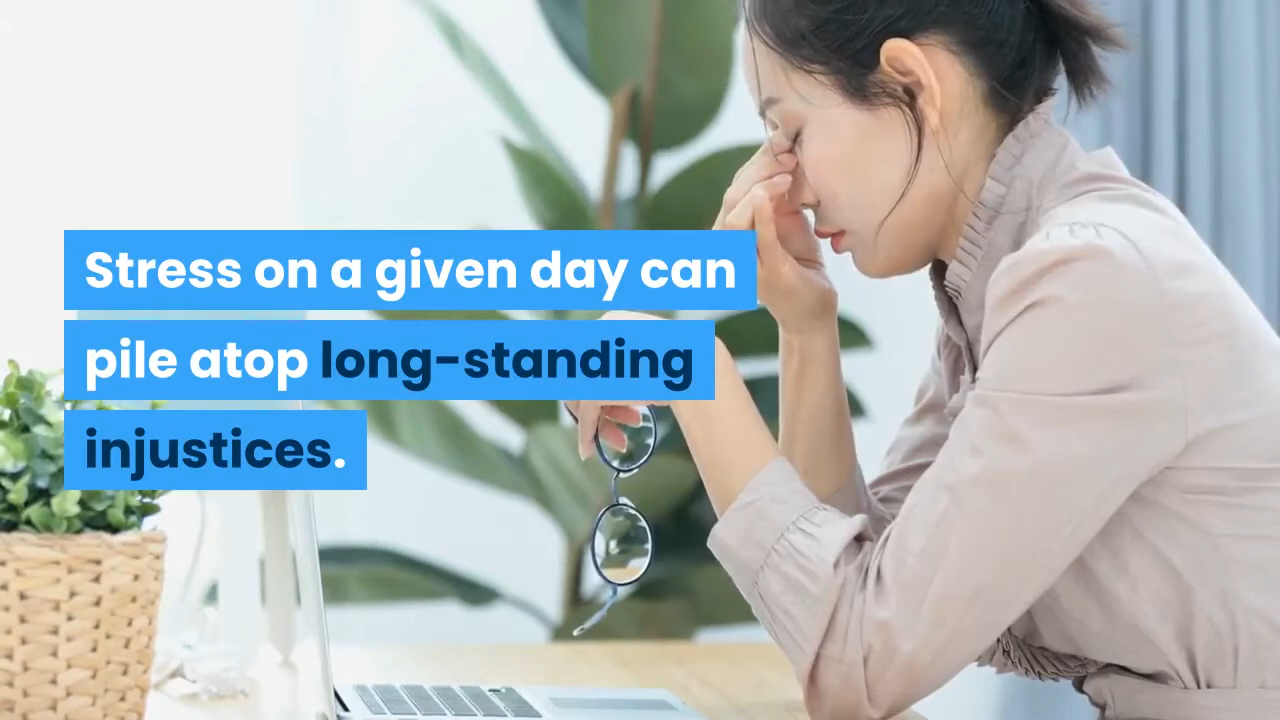 Stress on a given day can
pile atop long-standing
injustices.